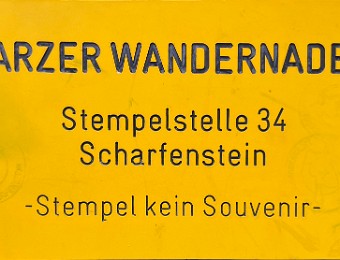 ARZER WANDERNADE
Stempelstelle 34
Scharfenstein
-Stempel kein Souvenir-